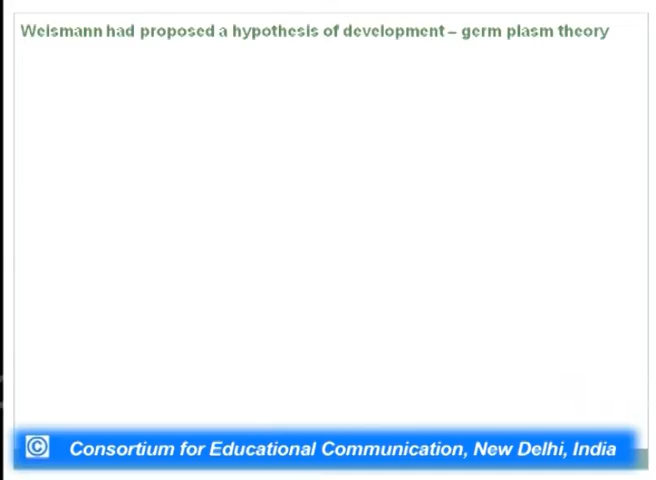 Weismann had proposed a hypothesis of development – germ plasm theory
© Consortium for Educational Communication, New Delhi, India